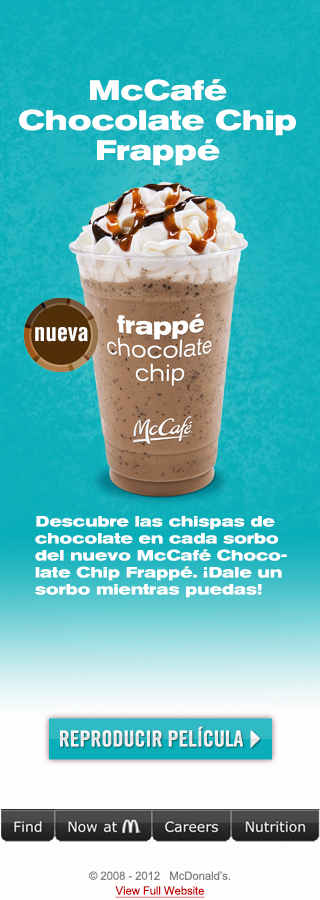 McCafé
Chocolate Chip
Frappé
nueva
frappé
chocolate
chip
McCafé
Descubre las chispas de
chocolate en cada sorbo
del nuevo McCafé Choco-
late Chip Frappé. ¡Dale un
sorbo mientras puedas!
REPRODUCIR PELÍCULA
Find Now at M Careers Nutrition
© 2008 - 2012 McDonald's.
View Full Website